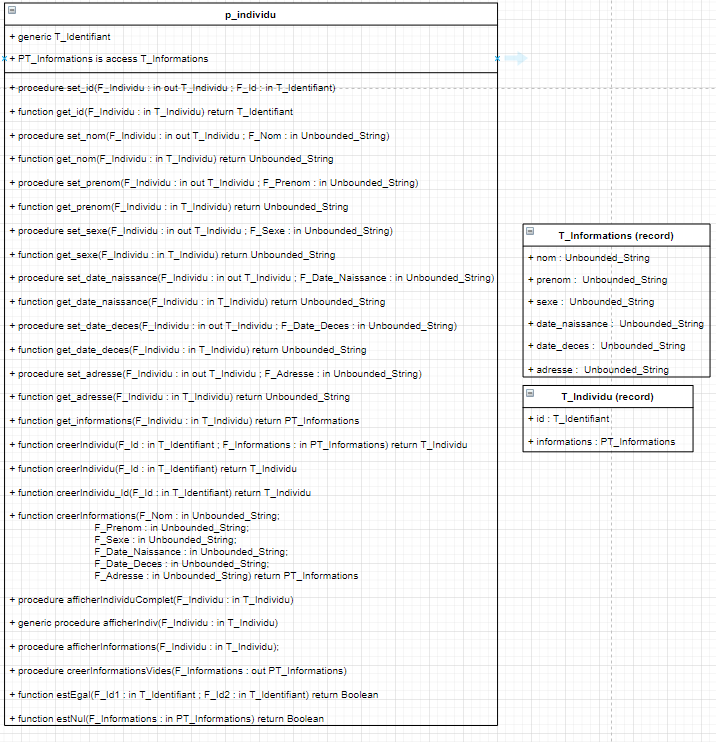 p_individu
+ generic T_Identifiant
+ PT_Informations is access T_Informations
+ procedure set_id(F_Individu : in out T_Individu ; F_Id : in T_Identifiant)
+ function get_id(F_Individu : in T_Individu) return T_Identifiant
+ procedure set_nom(F_Individu : in out T_Individu ; F_Nom : in Unbounded_String)
+ function get_nom(F_Individu : in T_Individu) return Unbounded_String
+ procedure set_prenom(F_Individu : in out T_Individu ; F_Prenom : in Unbounded_String)
+ function get_prenom(F_Individu : in T_Individu) return Unbounded_String
+ procedure set_sexe(F_Individu : in out T_Individu ; F_Sexe : in Unbounded_String)
+ function get_sexe(F_Individu : in T_Individu) return Unbounded_String
+ procedure set_date_naissance(F_Individu : in out T_Individu ; F_Date_Naissance : in Unbounded_String)
+ function get_date_naissance(F_Individu : in T_Individu) return Unbounded_String
+ procedure set_date_deces(F_Individu : in out T_Individu ; F_Date_Deces : in Unbounded_String)
+ function get_date_deces(F_Individu : in T_Individu) return Unbounded_String
+ procedure set_adresse(F_Individu : in out T_Individu ; F_Adresse : in Unbounded_String)
+ function get_adresse(F_Individu : in T_Individu) return Unbounded_String
+ function get_informations(F_Individu : in T_Individu) return PT_Informations
+ function creerIndividu(F_Id : in T_Identifiant ; F_Informations : in PT_Informations) return T_Individu
+ function creerIndividu(F_Id : in T_Identifiant) return T_Individu
+ function creerIndividu_Id(F_Id : in T_Identifiant) return T_Individu
+ function creerInformations(F_Nom : in Unbounded_String;
F_Prenom : in Unbounded_String;
F_Sexe : in Unbounded_String;
F_Date_Naissance : in Unbounded_String;
F_Date_Deces : in Unbounded_String;
F_Adresse : in Unbounded_String) return PT_Informations
+ procedure afficherIndividuComplet(F_Individu : in T_Individu)
+ generic procedure afficherIndiv(F_Individu : in T_Individu)
+ procedure afficherInformations(F_Individu : in T_Individu);
+ procedure creerInformationsVides(F_Informations : out PT_Informations)
+ function estEgal(F_Id1 : in T_Identifiant ; F_Id2 : in T_Identifiant) return Boolean
+ function estNul(F_Informations : in PT_Informations) return Boolean
T_Informations (record)
+ nom : Unbounded_String
+ prenom : Unbounded_String
+ sexe : Unbounded_String
+ date_naissance : Unbounded_String
+ date_deces : Unbounded_String
+ adresse : Unbounded_String
T_Individu (record)
+ id : T_Identifiant
+ informations : PT_Informations